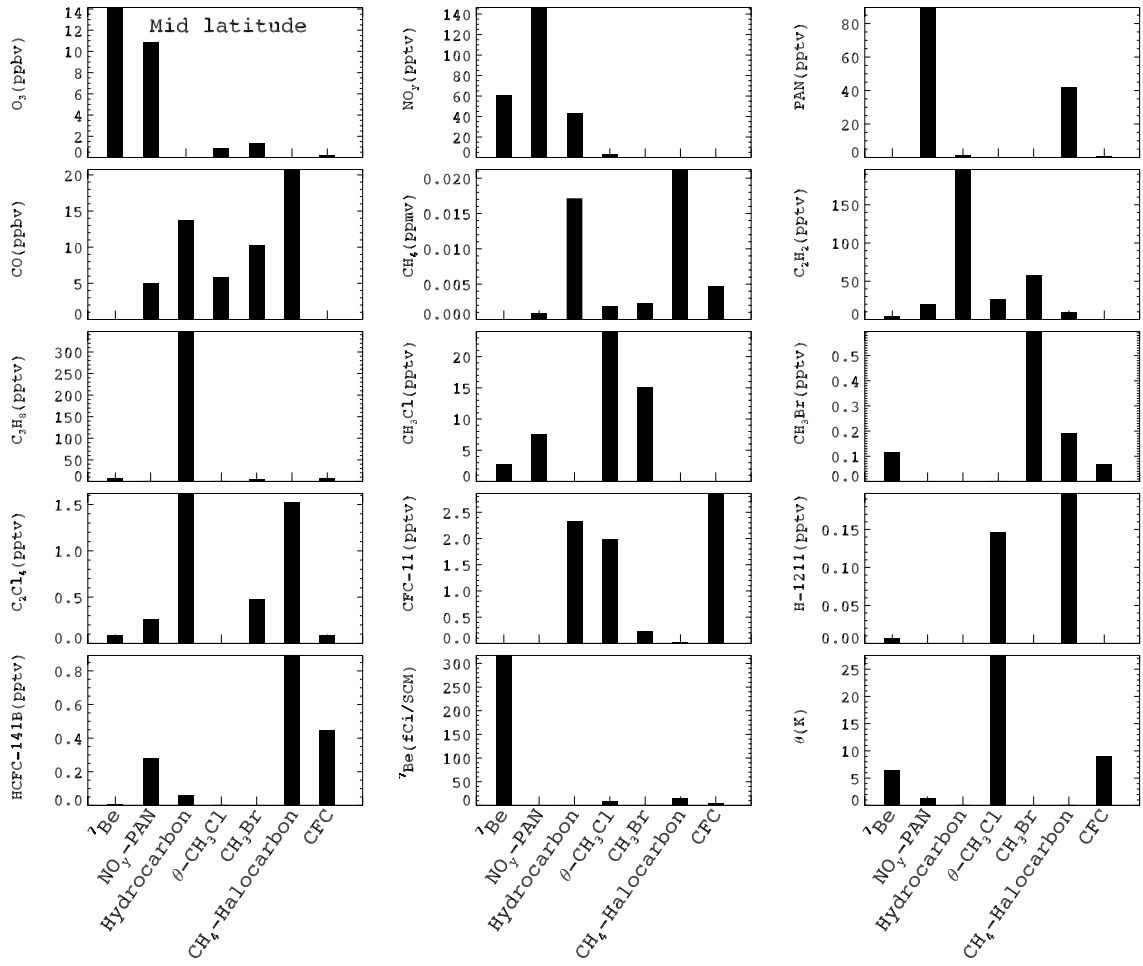 Mid latitude
O₃(ppbv)
14
12
10
8
6
4
2
0
NOy(pptv)
140
120
100
80
60
40
20
0
PAN(pptv)
80
60
40
20
0
CO(ppbv)
20
15
10
5
0
CH₄(ppmv)
0.020
0.015
0.010
0.005
0.000
C₂H₂(pptv)
150
100
50
0
C₃H₈(pptv)
300
250
200
150
100
50
0
CH₃Cl(pptv)
20
15
10
5
0
CH₃Br(pptv)
0.5
0.4
0.3
0.2
0.1
0.0
C₂Cl₄(pptv)
1.5
1.0
0.5
0.0
CFC-11(pptv)
2.5
2.0
1.5
1.0
0.5
0.0
H-1211(pptv)
0.15
0.10
0.05
0.00
HCFC-141B(pptv)
0.8
0.6
0.4
0.2
0.0
⁷Be(fCi/SCM)
300
250
200
150
100
50
0
θ(K)
25
20
15
10
5
0
⁷Be
NOy-PAN
Hydrocarbon
θ-CH₃Cl
CH₃Br
CH₄-Halocarbon
CFC
⁷Be
NOy-PAN
Hydrocarbon
θ-CH₃Cl
CH₃Br
CH₄-Halocarbon
CFC
⁷Be
NOy-PAN
Hydrocarbon
θ-CH₃Cl
CH₃Br
CH₄-Halocarbon
CFC